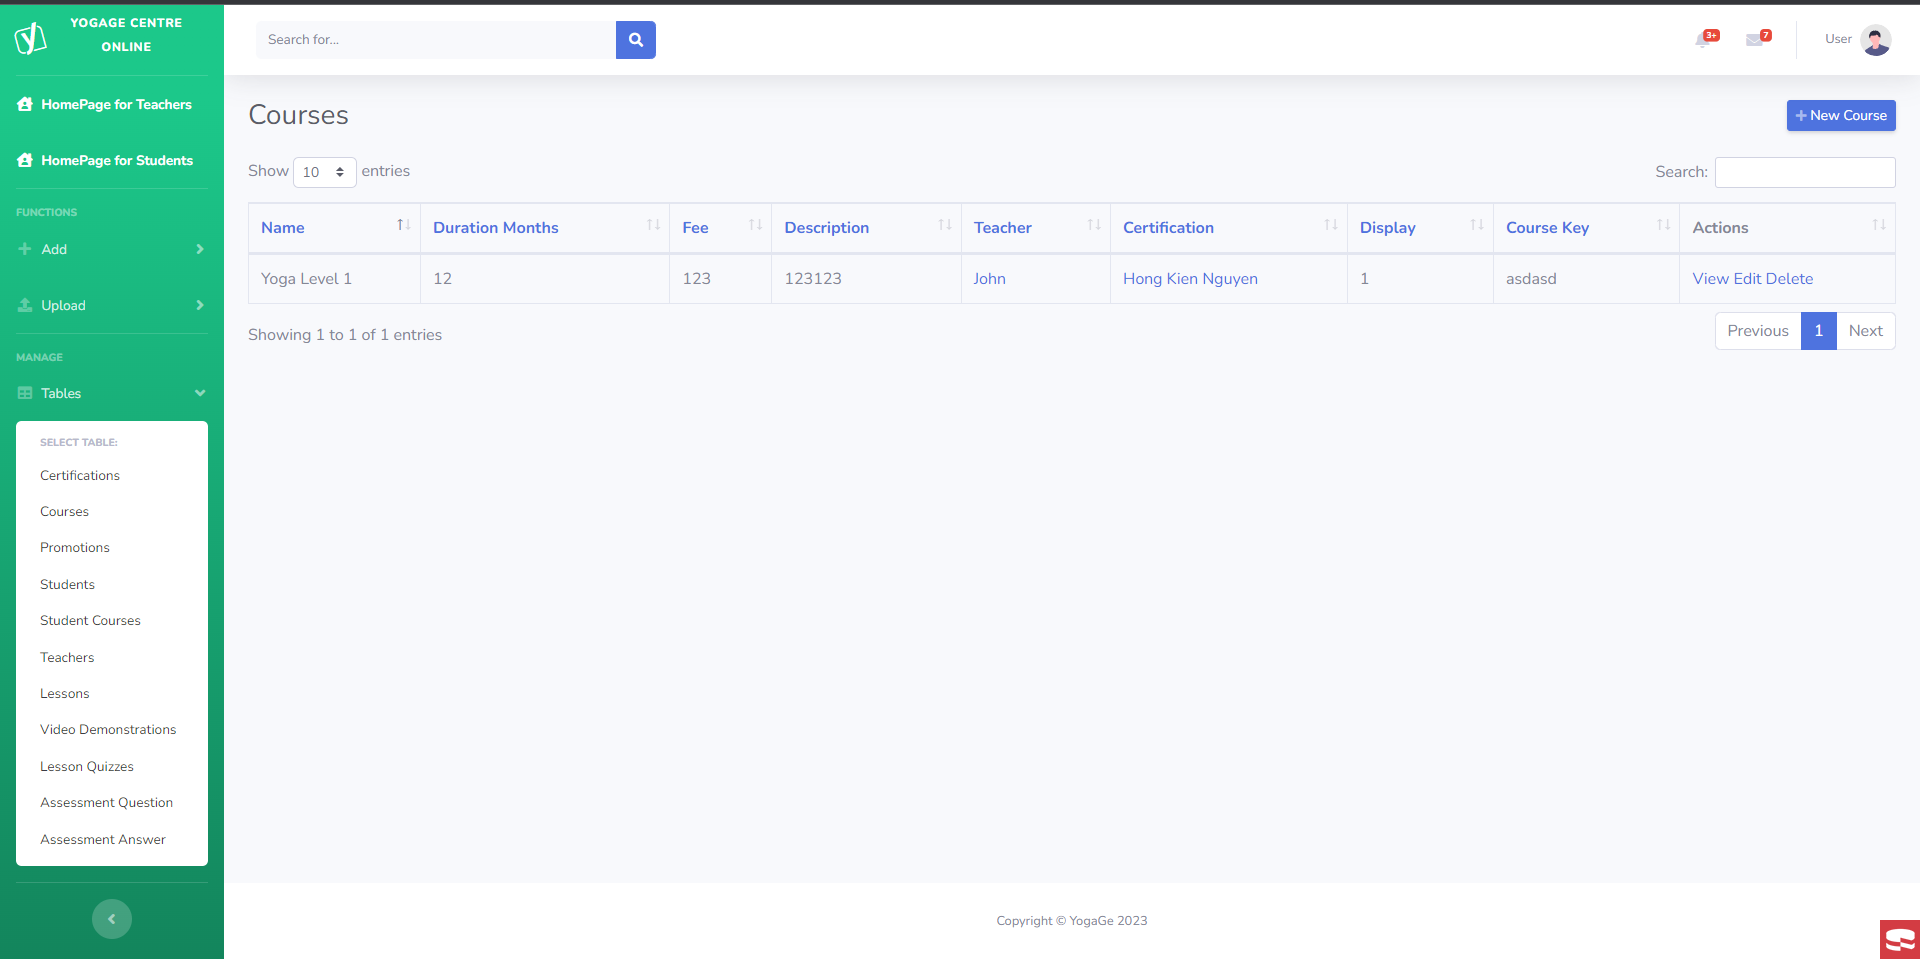 YOGAGE CENTRE
ONLINE
HomePage for Teachers
HomePage for Students
FUNCTIONS
Add
Upload
MANAGE
Tables
SELECT TABLE:
Certifications
Courses
Promotions
Students
Student Courses
Teachers
Lessons
Video Demonstrations
Lesson Quizzes
Assessment Question
Assessment Answer
Search for...
3+
7
User
Courses
New Course
Show 10 entries
Search:
Name Duration Months Fee Description Teacher Certification Display Course Key Actions
Yoga Level 1 12 123 123123 John Hong Kien Nguyen 1 asdasd View Edit Delete
Showing 1 to 1 of 1 entries
Previous 1 Next
Copyright © YogaGe 2023